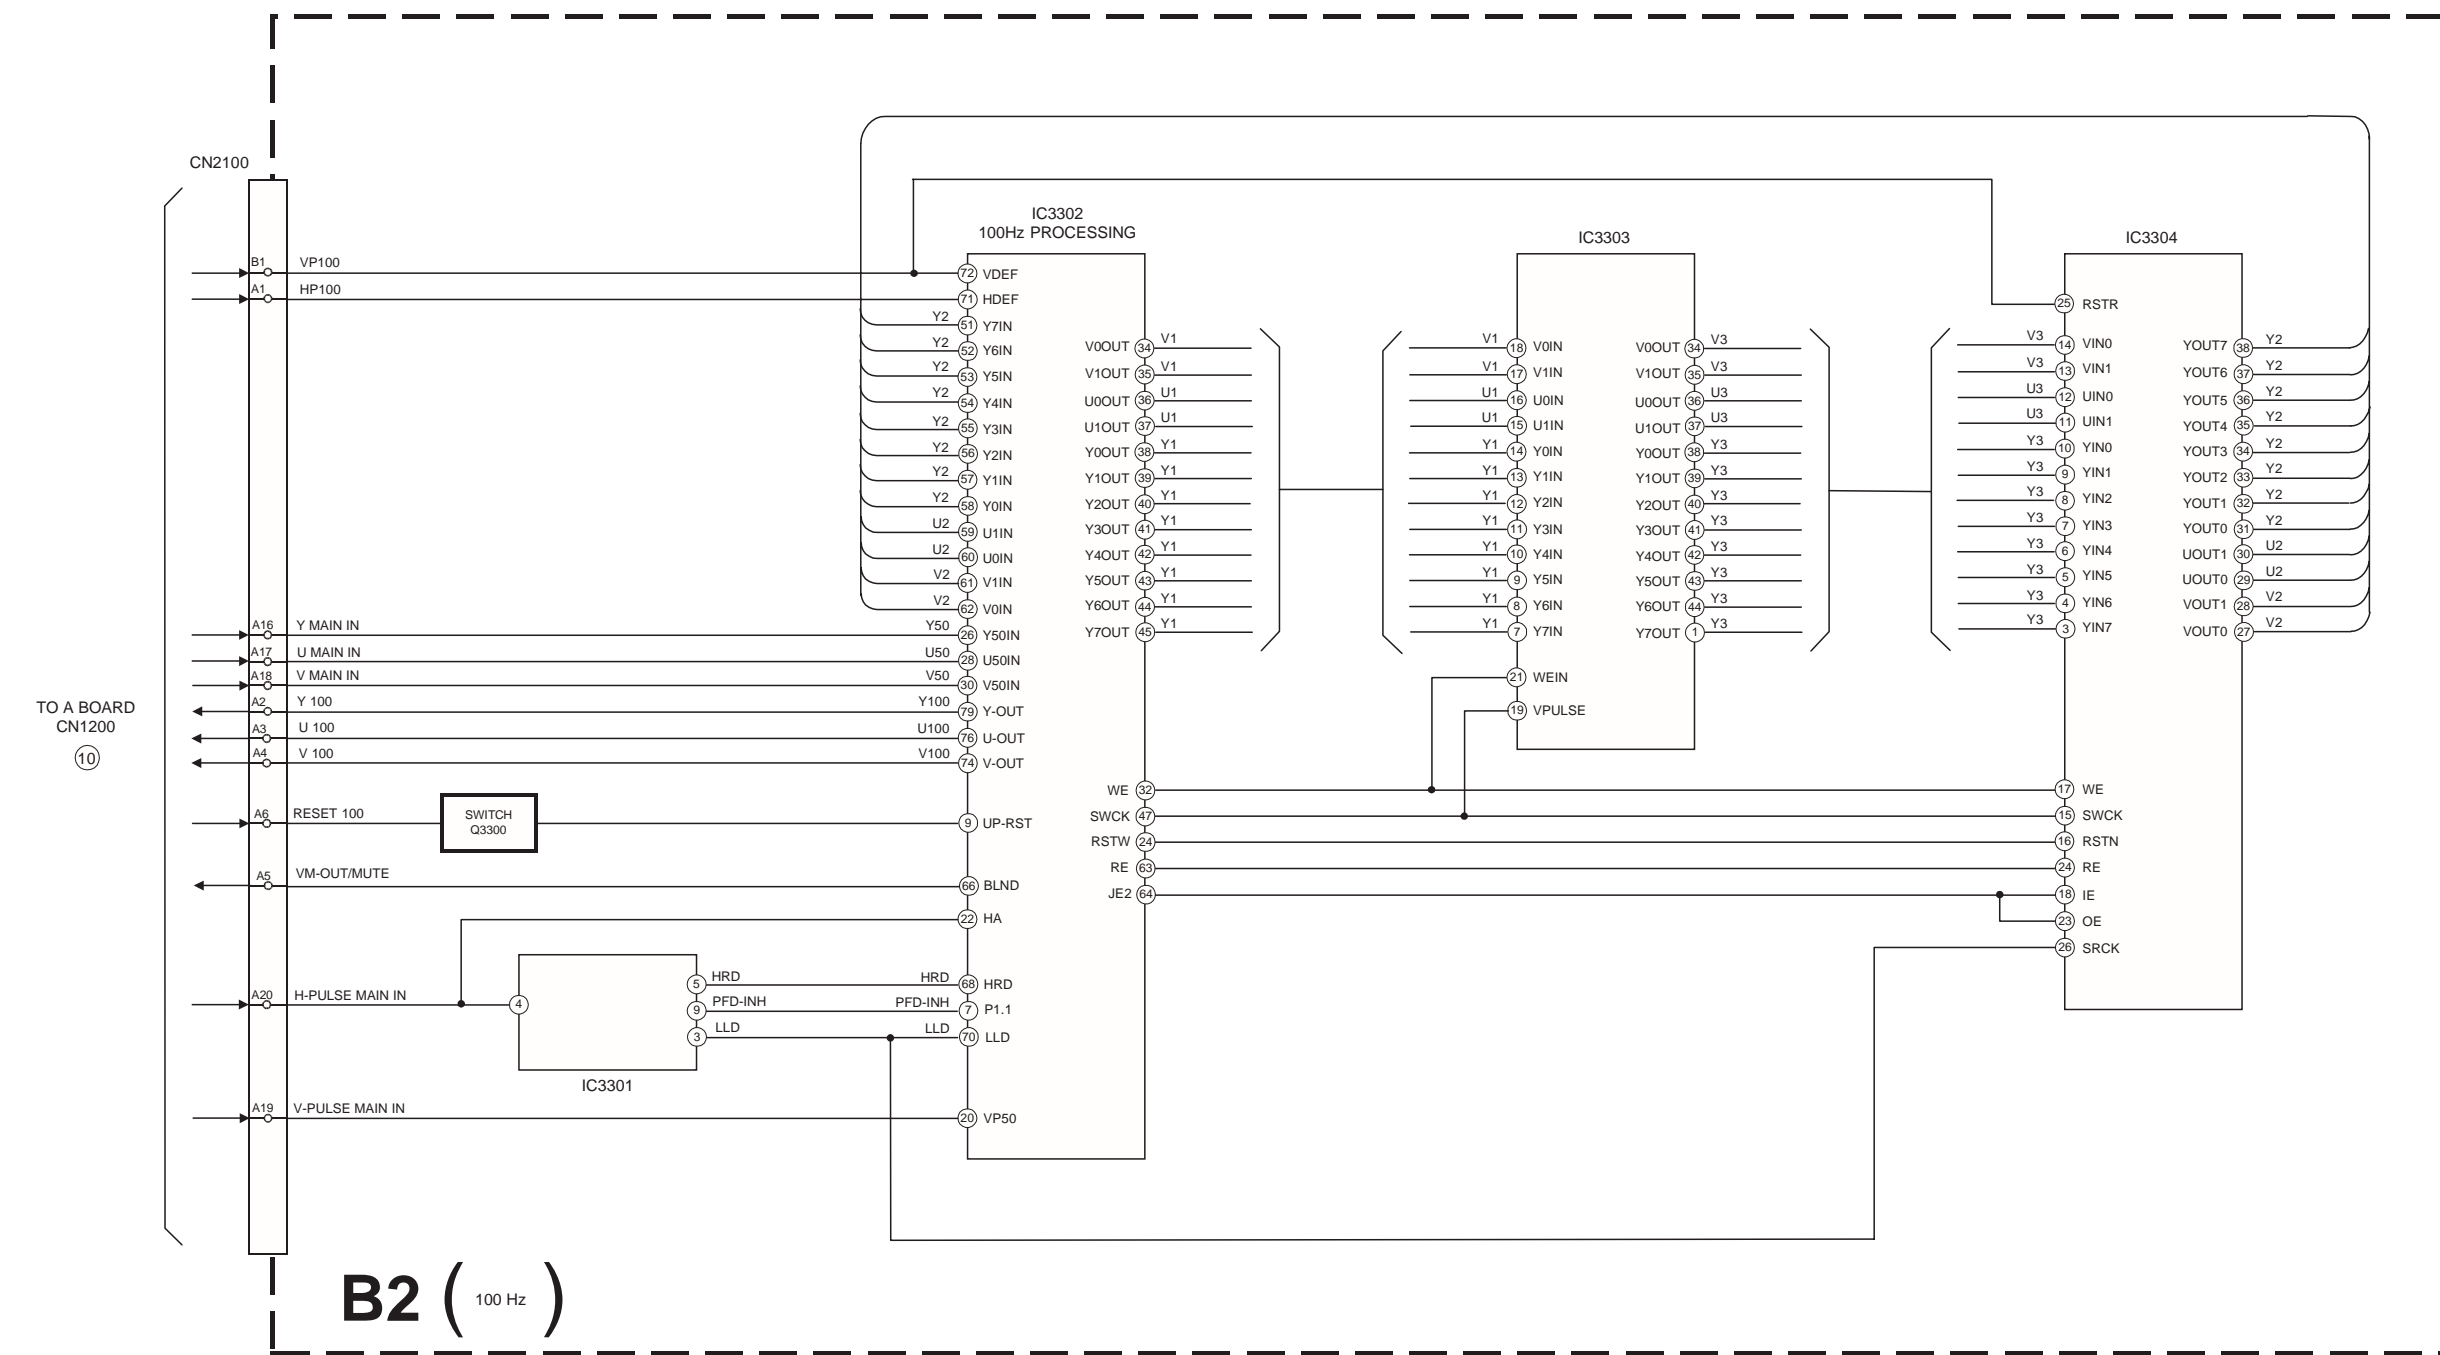 CN2100
TO A BOARD
CN1200
10
B1 VP100
A1 HP100
A16 Y MAIN IN
A17 U MAIN IN
A18 V MAIN IN
A2 Y 100
A3 U 100
A4 V 100
A6 RESET 100
A5 VM-OUT/MUTE
A20 H-PULSE MAIN IN
A19 V-PULSE MAIN IN
SWITCH
Q3300
4
5 HRD
9 PFD-INH
3 LLD
IC3301
IC3302
100Hz PROCESSING
72 VDEF
71 HDEF
Y2 51 Y7IN
Y2 52 Y6IN
Y2 53 Y5IN
Y2 54 Y4IN
Y2 55 Y3IN
Y2 56 Y2IN
Y2 57 Y1IN
Y2 58 Y0IN
U2 59 U1IN
U2 60 U0IN
V2 61 V1IN
V2 62 V0IN
Y50 26 Y50IN
U50 28 U50IN
V50 30 V50IN
Y100 79 Y-OUT
U100 76 U-OUT
V100 74 V-OUT
9 UP-RST
66 BLND
22 HA
HRD 68 HRD
PFD-INH 7 P1.1
LLD 70 LLD
20 VP50
V0OUT 34 V1
V1OUT 35 V1
U0OUT 36 U1
U1OUT 37 U1
Y0OUT 38 Y1
Y1OUT 39 Y1
Y2OUT 40 Y1
Y3OUT 41 Y1
Y4OUT 42 Y1
Y5OUT 43 Y1
Y6OUT 44 Y1
Y7OUT 45 Y1
WE 32
SWCK 47
RSTW 24
RE 63
JE2 64
IC3303
V1 18 V0IN
V1 17 V1IN
U1 16 U0IN
U1 15 U1IN
Y1 14 Y0IN
Y1 13 Y1IN
Y1 12 Y2IN
Y1 11 Y3IN
Y1 10 Y4IN
Y1 9 Y5IN
Y1 8 Y6IN
Y1 7 Y7IN
21 WEIN
19 VPULSE
V0OUT 34 V3
V1OUT 35 V3
U0OUT 36 U3
U1OUT 37 U3
Y0OUT 38 Y3
Y1OUT 39 Y3
Y2OUT 40 Y3
Y3OUT 41 Y3
Y4OUT 42 Y3
Y5OUT 43 Y3
Y6OUT 44 Y3
Y7OUT 1 Y3
IC3304
25 RSTR
V3 14 VIN0
V3 13 VIN1
U3 12 UIN0
U3 11 UIN1
Y3 10 YIN0
Y3 9 YIN1
Y3 8 YIN2
Y3 7 YIN3
Y3 6 YIN4
Y3 5 YIN5
Y3 4 YIN6
Y3 3 YIN7
17 WE
15 SWCK
16 RSTN
24 RE
18 IE
23 OE
26 SRCK
YOUT7 38 Y2
YOUT6 37 Y2
YOUT5 36 Y2
YOUT4 35 Y2
YOUT3 34 Y2
YOUT2 33 Y2
YOUT1 32 Y2
YOUT0 31 Y2
UOUT1 30 U2
UOUT0 29 U2
VOUT1 28 V2
VOUT0 27 V2
B2 ( 100 Hz )